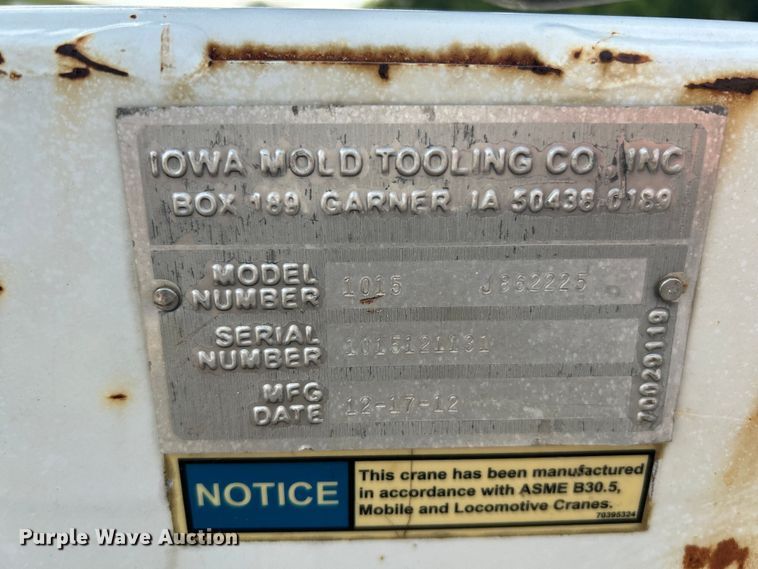 IOWA MOLD TOOLING CO., INC
BOX 189, GARNER, IA 50438-0189
MODEL NUMBER 1015 J862225
SERIAL NUMBER 1015121131
MFG DATE 12-17-12
70029119
NOTICE
This crane has been manufactured
in accordance with ASME B30.5,
Mobile and Locomotive Cranes.
70395324
Purple Wave Auction